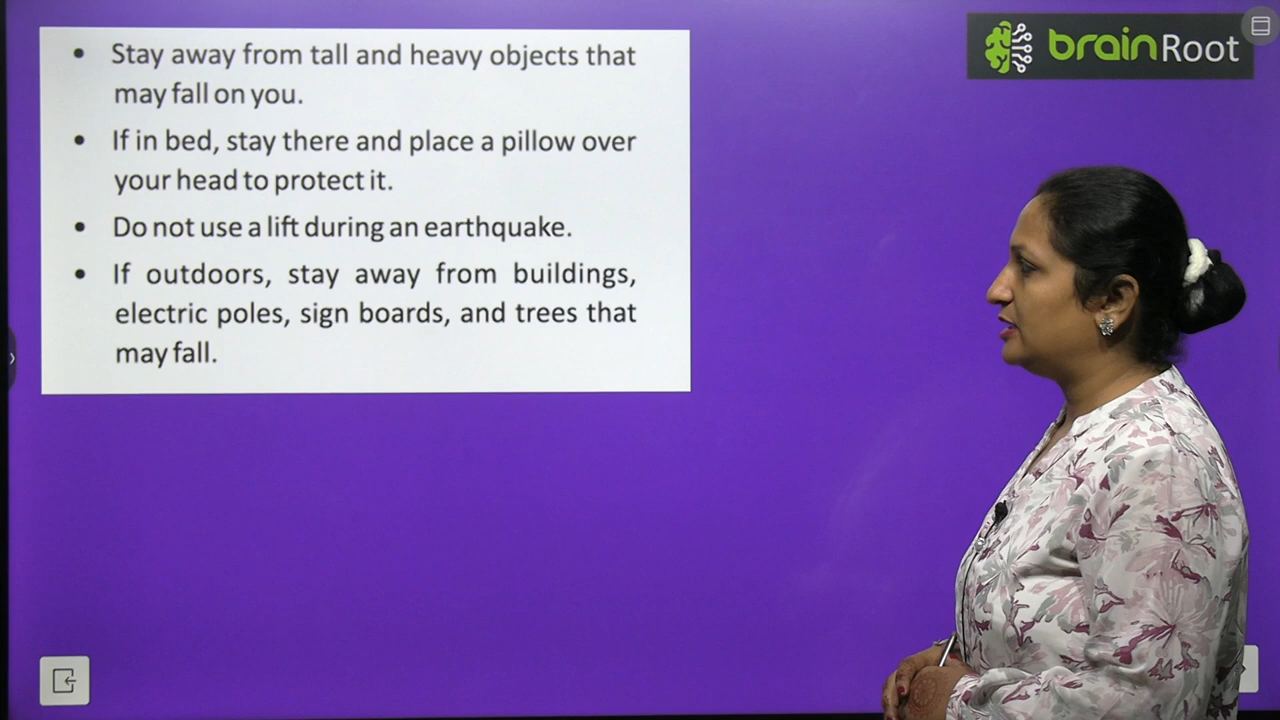 • Stay away from tall and heavy objects that
may fall on you.
• If in bed, stay there and place a pillow over
your head to protect it.
• Do not use a lift during an earthquake.
• If outdoors, stay away from buildings,
electric poles, sign boards, and trees that
may fall.
brainRoot